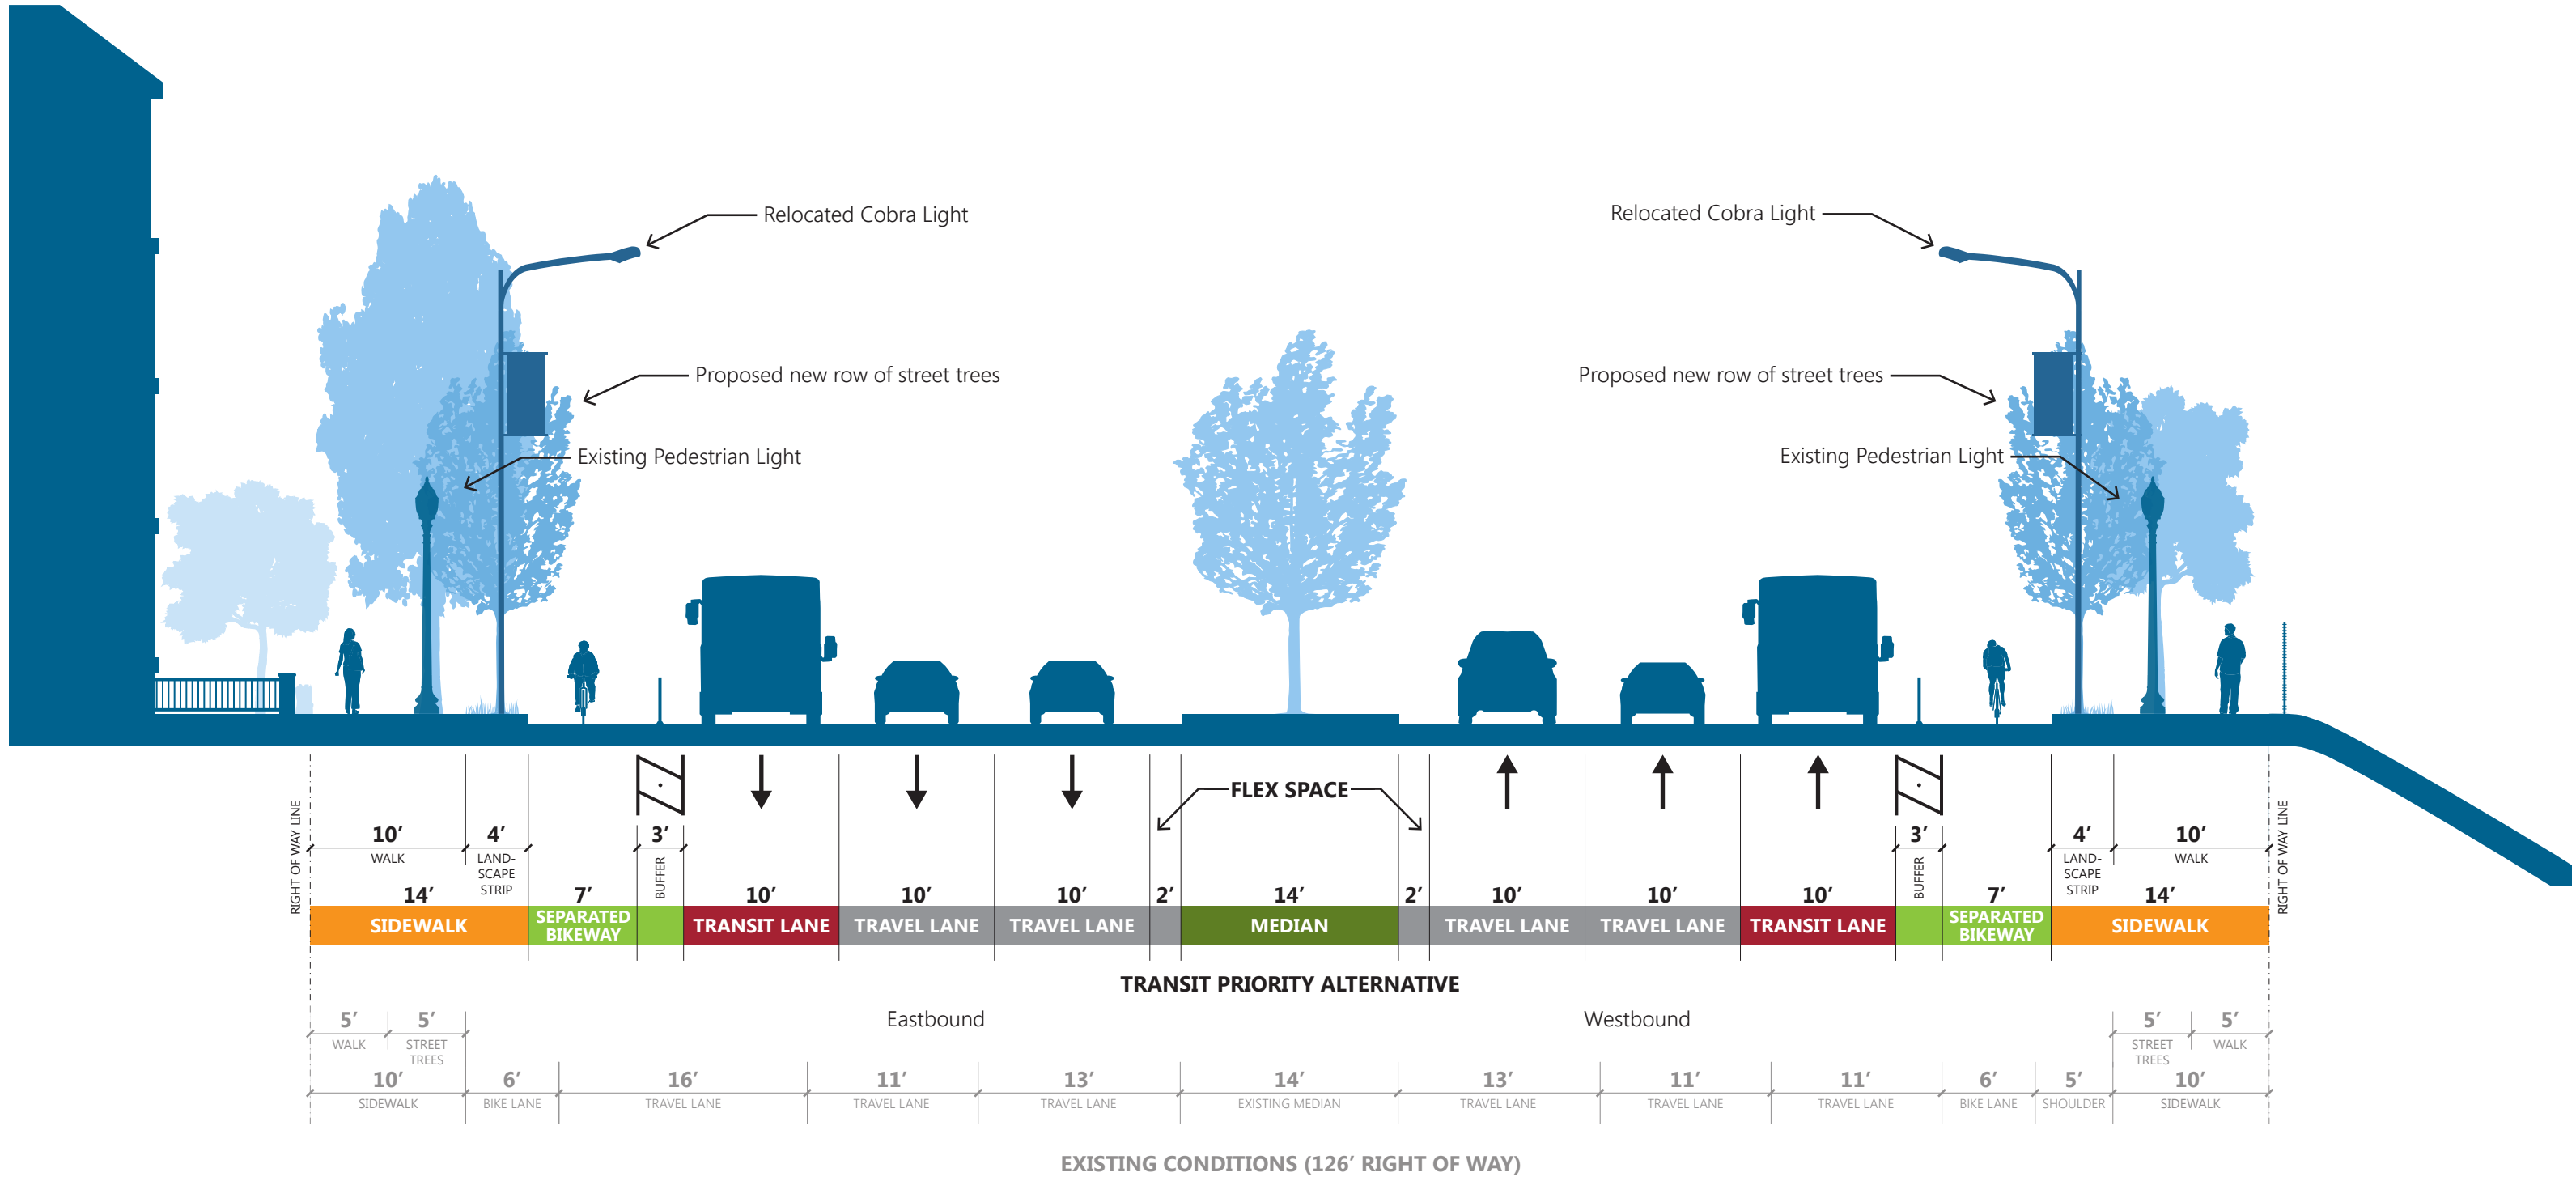 Relocated Cobra Light
Relocated Cobra Light
Proposed new row of street trees
Proposed new row of street trees
Existing Pedestrian Light
Existing Pedestrian Light
FLEX SPACE
RIGHT OF WAY LINE
10’
WALK
4’
LAND-
SCAPE
STRIP
3’
BUFFER
3’
BUFFER
4’
LAND-
SCAPE
STRIP
10’
WALK
RIGHT OF WAY LINE
14’ 7’ 10’ 10’ 10’ 2’ 14’ 2’ 10’ 10’ 10’ 7’ 14’
SIDEWALK
SEPARATED
BIKEWAY
TRANSIT LANE
TRAVEL LANE
TRAVEL LANE
MEDIAN
TRAVEL LANE
TRAVEL LANE
TRANSIT LANE
SEPARATED
BIKEWAY
SIDEWALK
TRANSIT PRIORITY ALTERNATIVE
Eastbound
Westbound
5’
WALK
5’
STREET
TREES
5’
STREET
TREES
5’
WALK
10’ 6’ 16’ 11’ 13’ 14’ 13’ 11’ 11’ 6’ 5’ 10’
SIDEWALK BIKE LANE TRAVEL LANE TRAVEL LANE TRAVEL LANE EXISTING MEDIAN TRAVEL LANE TRAVEL LANE TRAVEL LANE BIKE LANE SHOULDER SIDEWALK
EXISTING CONDITIONS (126’ RIGHT OF WAY)